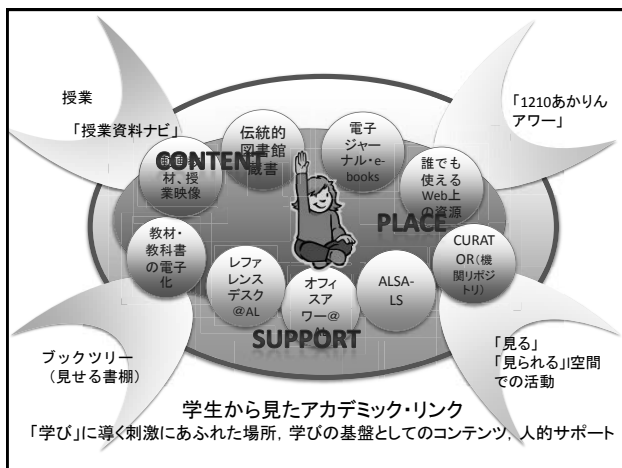 授業
「授業資料ナビ」
「1210あかりん
アワー」
伝統的
図書館
蔵書
電子
ジャー
ナル・e-
books
CONTENT
材、授
業映像
誰でも
使える
Web上
の資源
PLACE
教材・
教科書
の電子
化
レファ
レンス
デスク
@AL
オフィ
スア
ワー@
ALSA-
LS
CURAT
OR(機
関リポジ
トリ)
SUPPORT
ブックツリー
（見せる書棚）
「見る」
「見られる」空間
での活動
学生から見たアカデミック・リンク
「学び」に導く刺激にあふれた場所，学びの基盤としてのコンテンツ，人的サポート